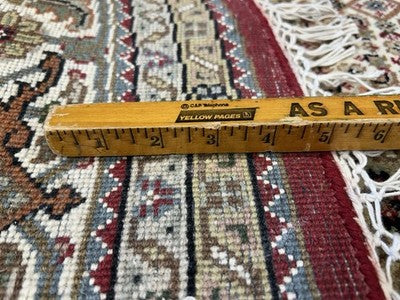 C&P Telephone
YELLOW PAGES
AS A R
1 2 3 4 5 6